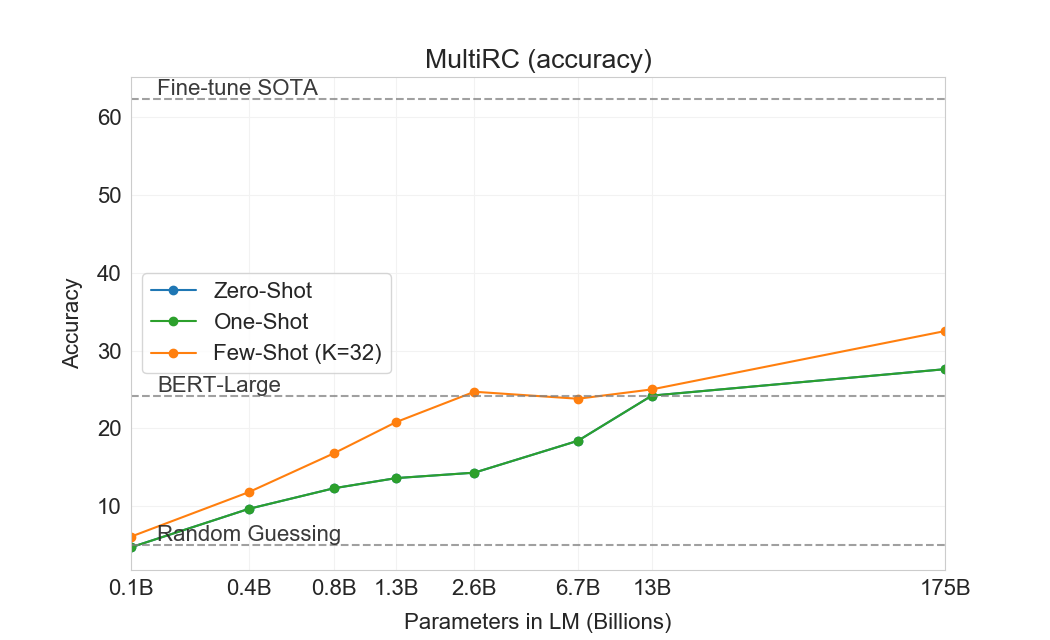 MultiRC (accuracy)
Fine-tune SOTA
60
50
40
Zero-Shot
One-Shot
Few-Shot (K=32)
30
BERT-Large
20
10
Random Guessing
Accuracy
0.1B 0.4B 0.8B 1.3B 2.6B 6.7B 13B 175B
Parameters in LM (Billions)